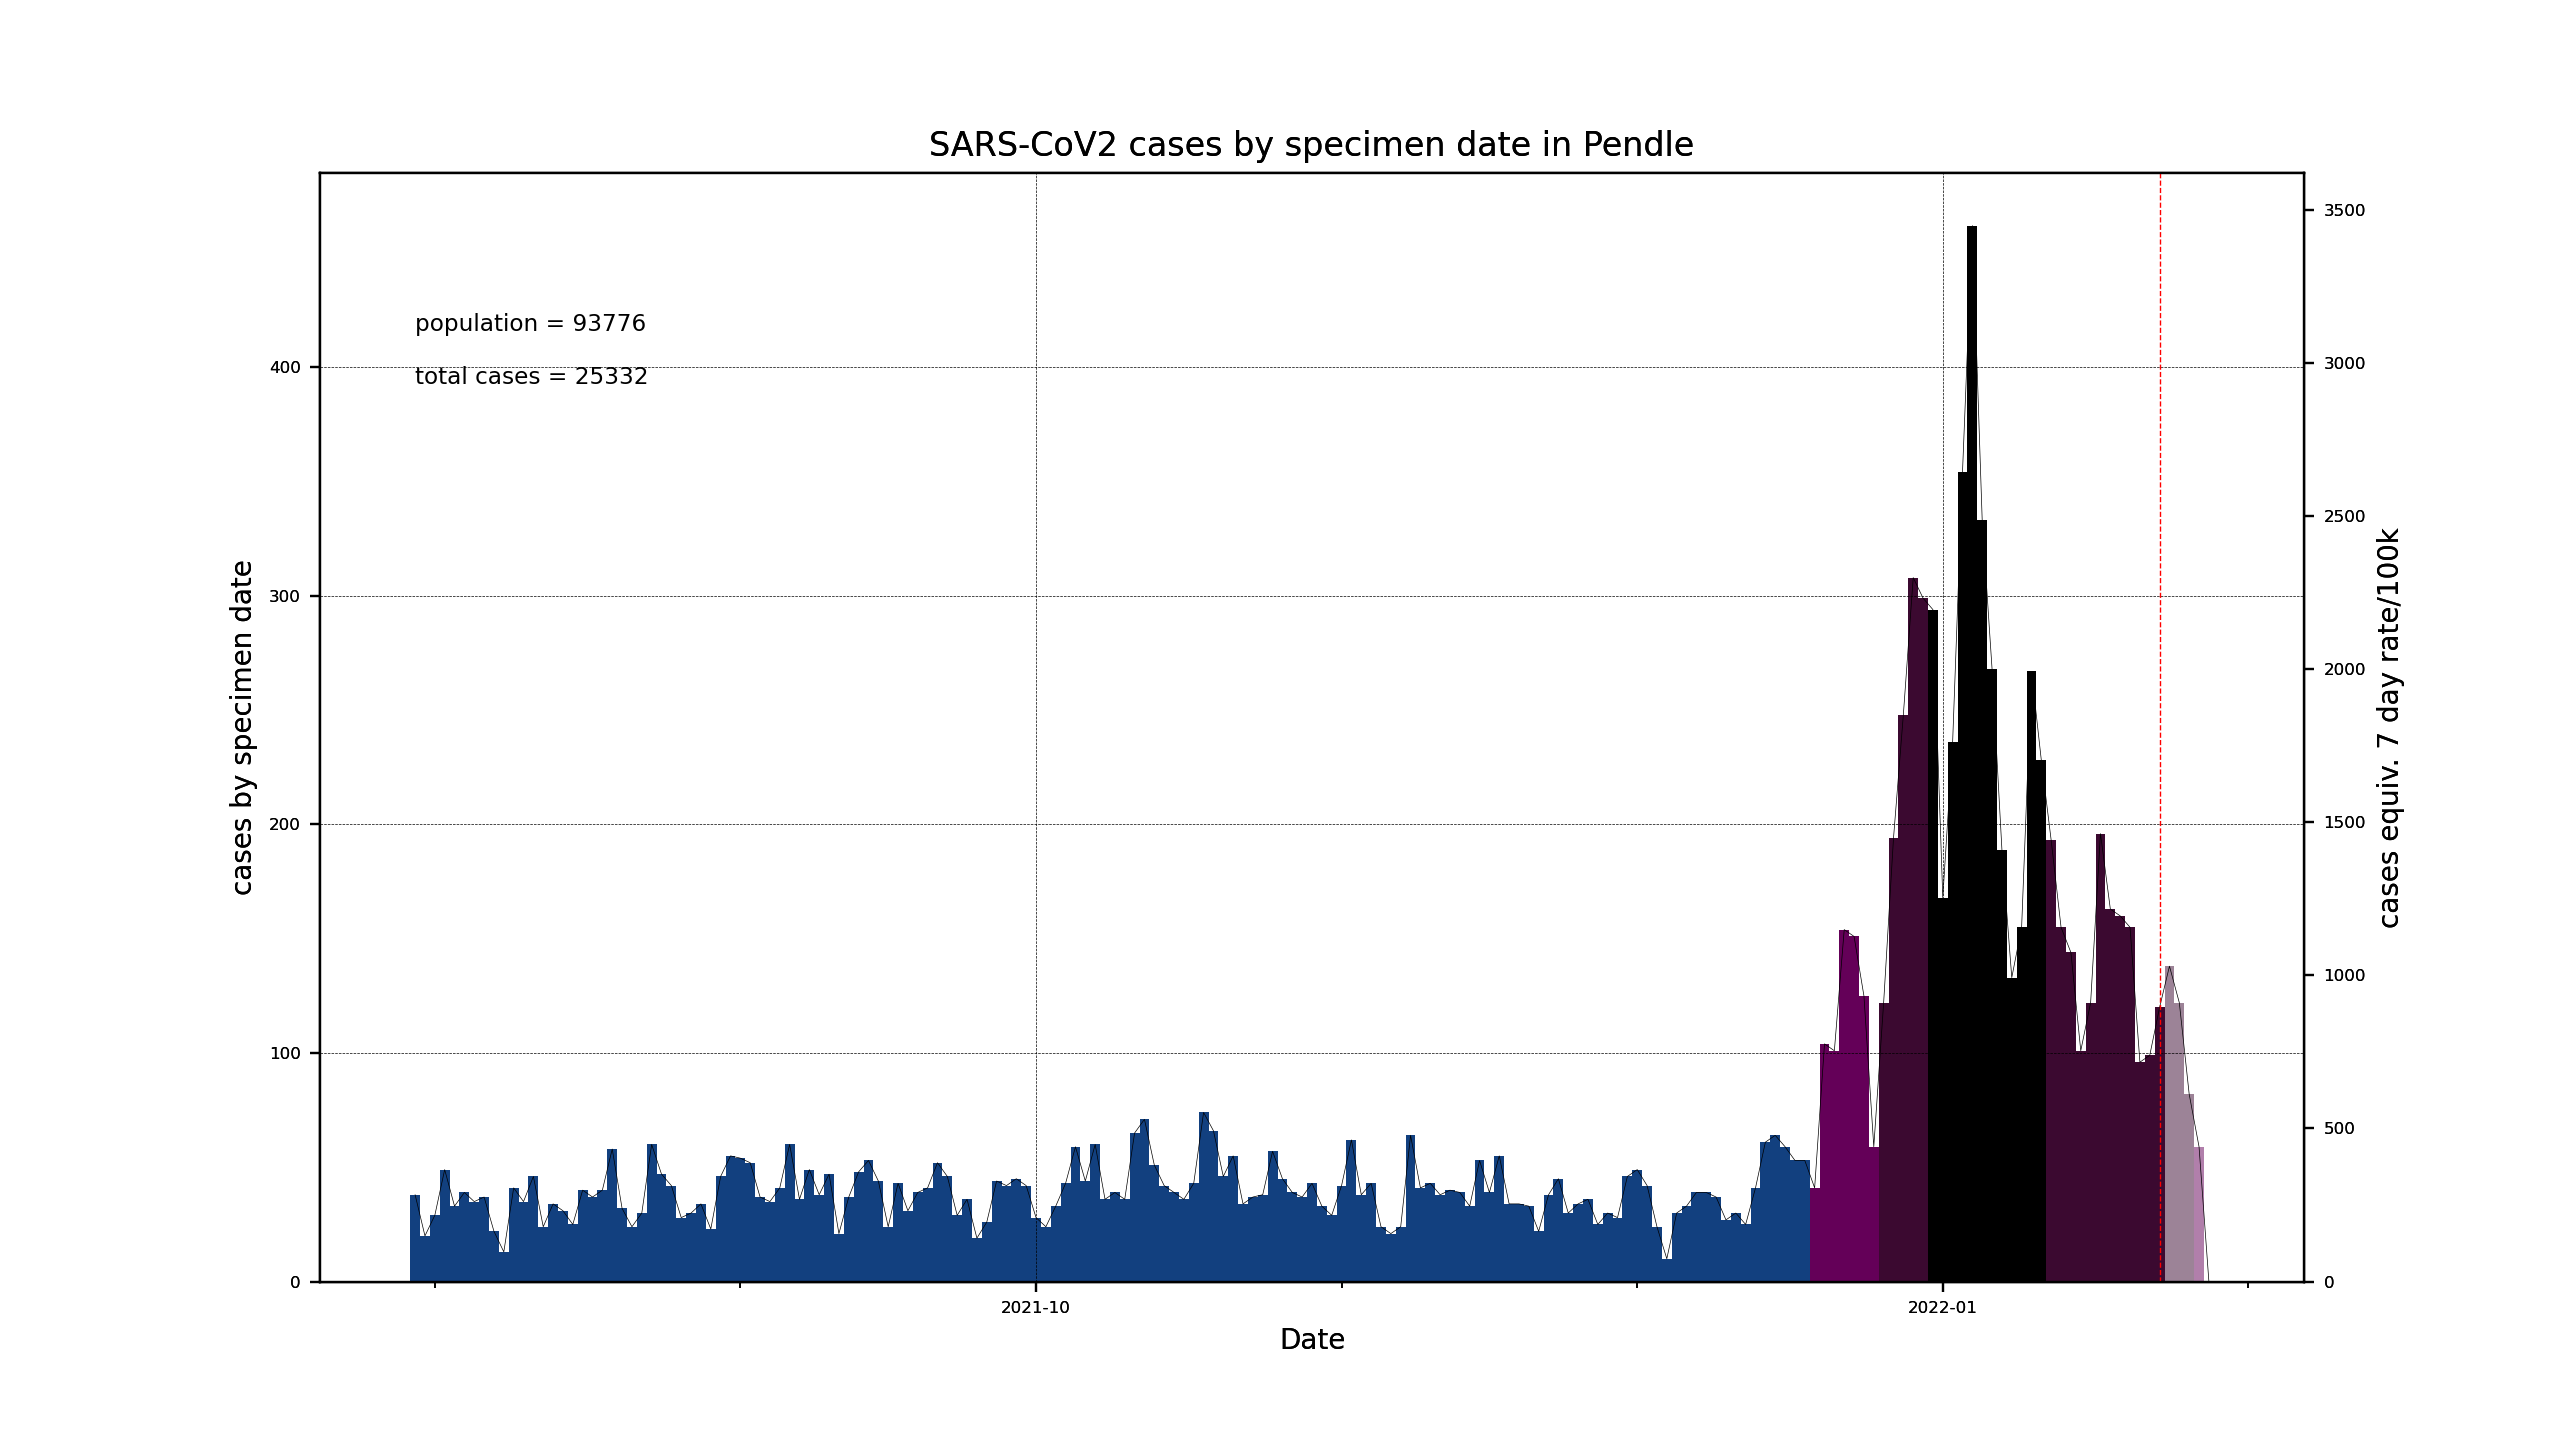 SARS-CoV2 cases by specimen date in Pendle
population = 93776
total cases = 25332
cases by specimen date
400
300
200
100
0
3500
3000
2500
2000
1500
1000
500
0
cases equiv. 7 day rate/100k
2021-10
2022-01
Date